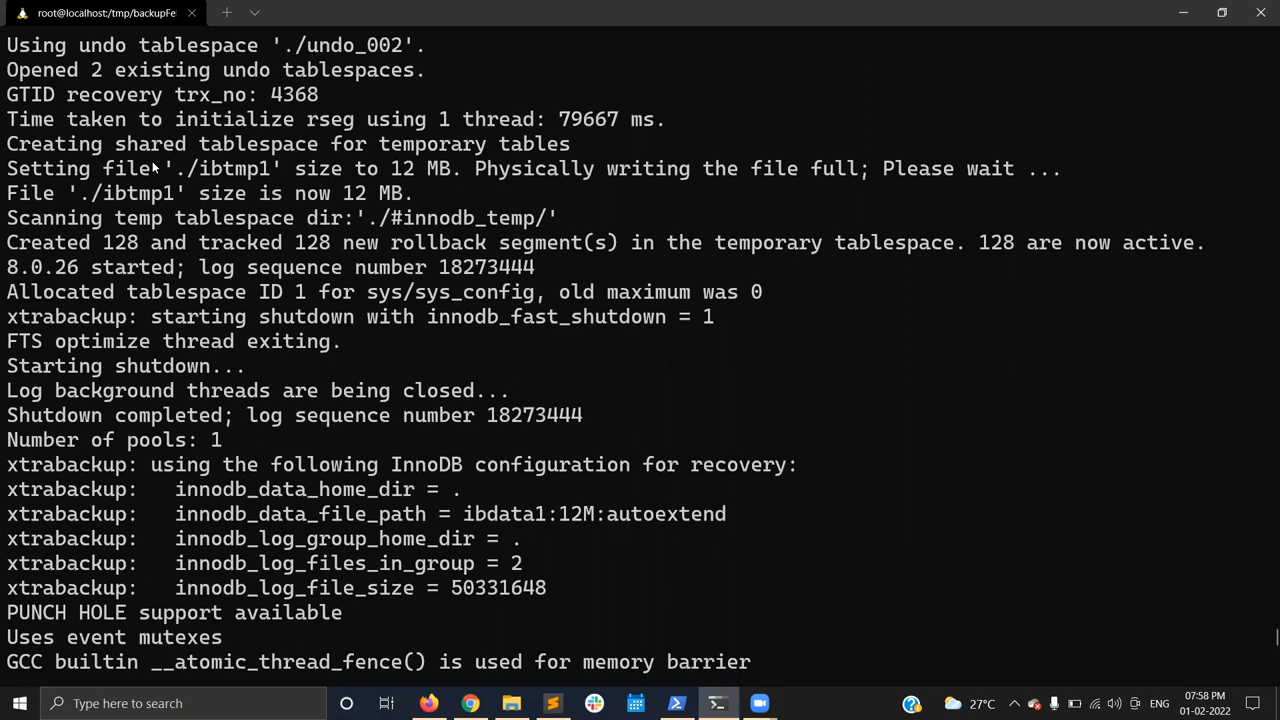 root@localhost:/tmp/backupFe
Using undo tablespace './undo_002'.
Opened 2 existing undo tablespaces.
GTID recovery trx_no: 4368
Time taken to initialize rseg using 1 thread: 79667 ms.
Creating shared tablespace for temporary tables
Setting file './ibtmp1' size to 12 MB. Physically writing the file full; Please wait ...
File './ibtmp1' size is now 12 MB.
Scanning temp tablespace dir:'./#innodb_temp/'
Created 128 and tracked 128 new rollback segment(s) in the temporary tablespace. 128 are now active.
8.0.26 started; log sequence number 18273444
Allocated tablespace ID 1 for sys/sys_config, old maximum was 0
xtrabackup: starting shutdown with innodb_fast_shutdown = 1
FTS optimize thread exiting.
Starting shutdown...
Log background threads are being closed...
Shutdown completed; log sequence number 18273444
Number of pools: 1
xtrabackup: using the following InnoDB configuration for recovery:
xtrabackup:   innodb_data_home_dir = .
xtrabackup:   innodb_data_file_path = ibdata1:12M:autoextend
xtrabackup:   innodb_log_group_home_dir = .
xtrabackup:   innodb_log_files_in_group = 2
xtrabackup:   innodb_log_file_size = 50331648
PUNCH HOLE support available
Uses event mutexes
GCC builtin __atomic_thread_fence() is used for memory barrier
Type here to search
27°C
ENG
07:58 PM
01-02-2022